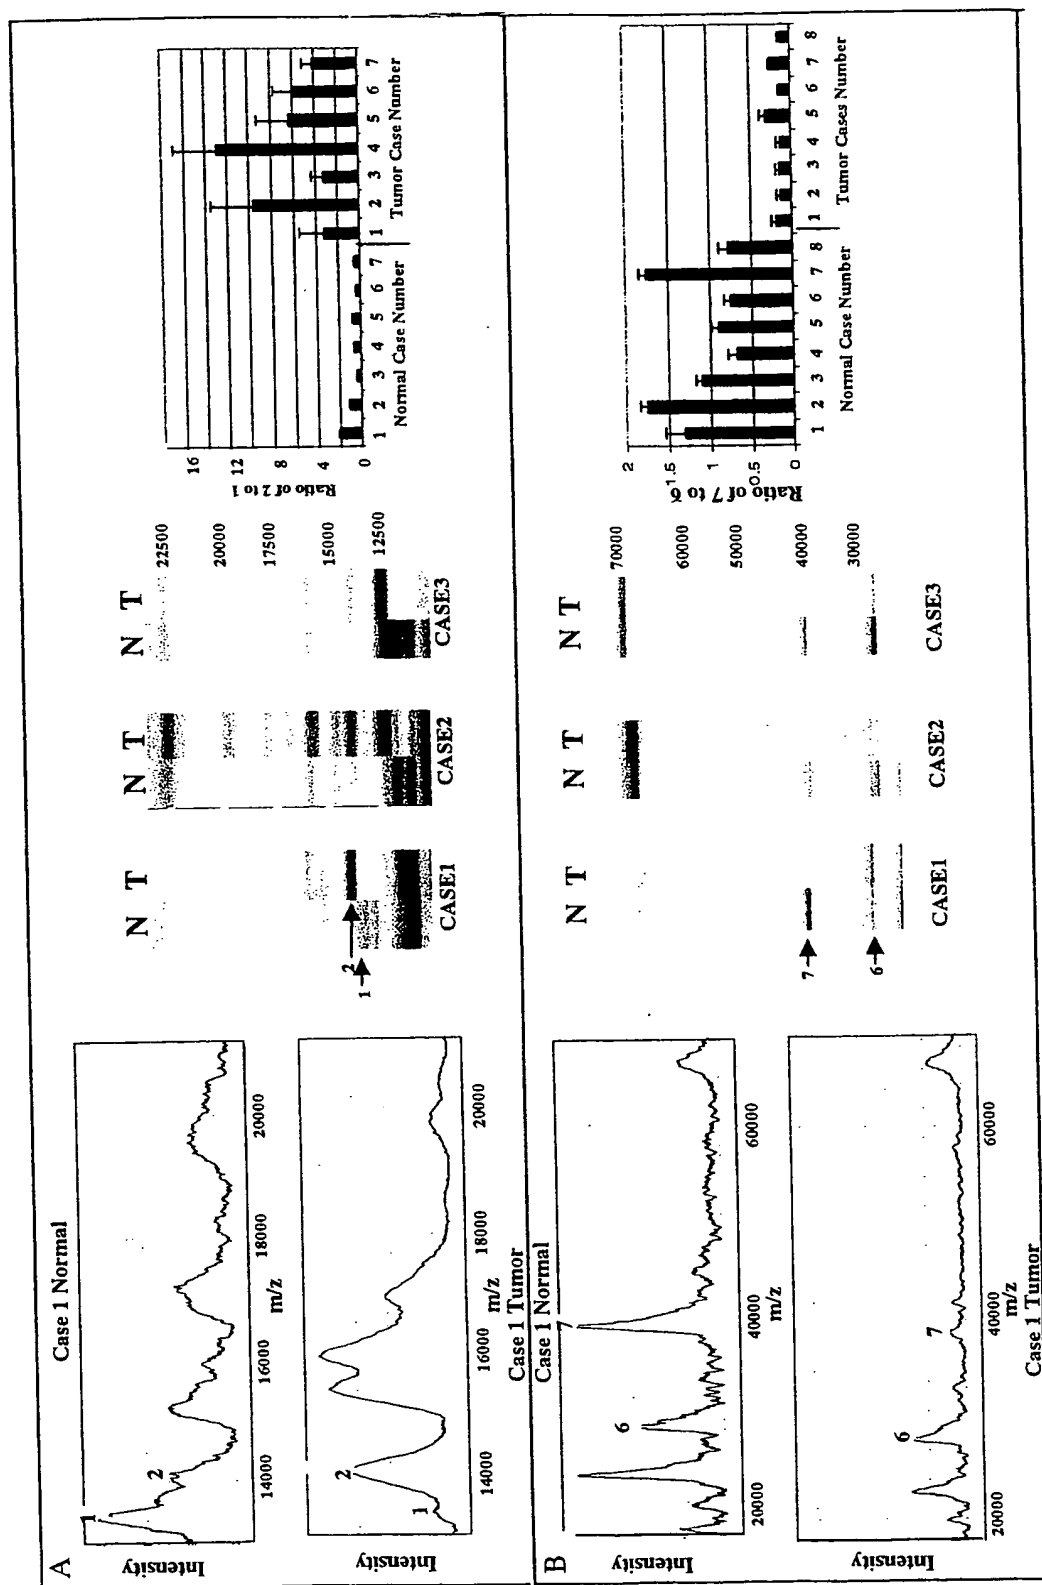 A
Case 1 Normal
Intensity
1
2
14000 16000 18000 20000
m/z
Intensity
1
2
14000 16000 18000 20000
m/z
Case 1 Tumor
N T
N T
N T
1
2
CASE1
CASE2
CASE3
22500
20000
17500
15000
12500
Ratio of 2 to 1
16
12
8
4
0
1 2 3 4 5 6 7 1 2 3 4 5 6 7
Normal Case Number Tumor Case Number
B
Case 1 Normal
Intensity
6
7
20000 40000 60000
m/z
Intensity
6
7
20000 40000 60000
m/z
Case 1 Tumor
N T
N T
N T
7
6
CASE1
CASE2
CASE3
70000
60000
50000
40000
30000
Ratio of 7 to 6
2
1.5
1
0.5
0
1 2 3 4 5 6 7 8 1 2 3 4 5 6 7 8
Normal Case Number Tumor Cases Number